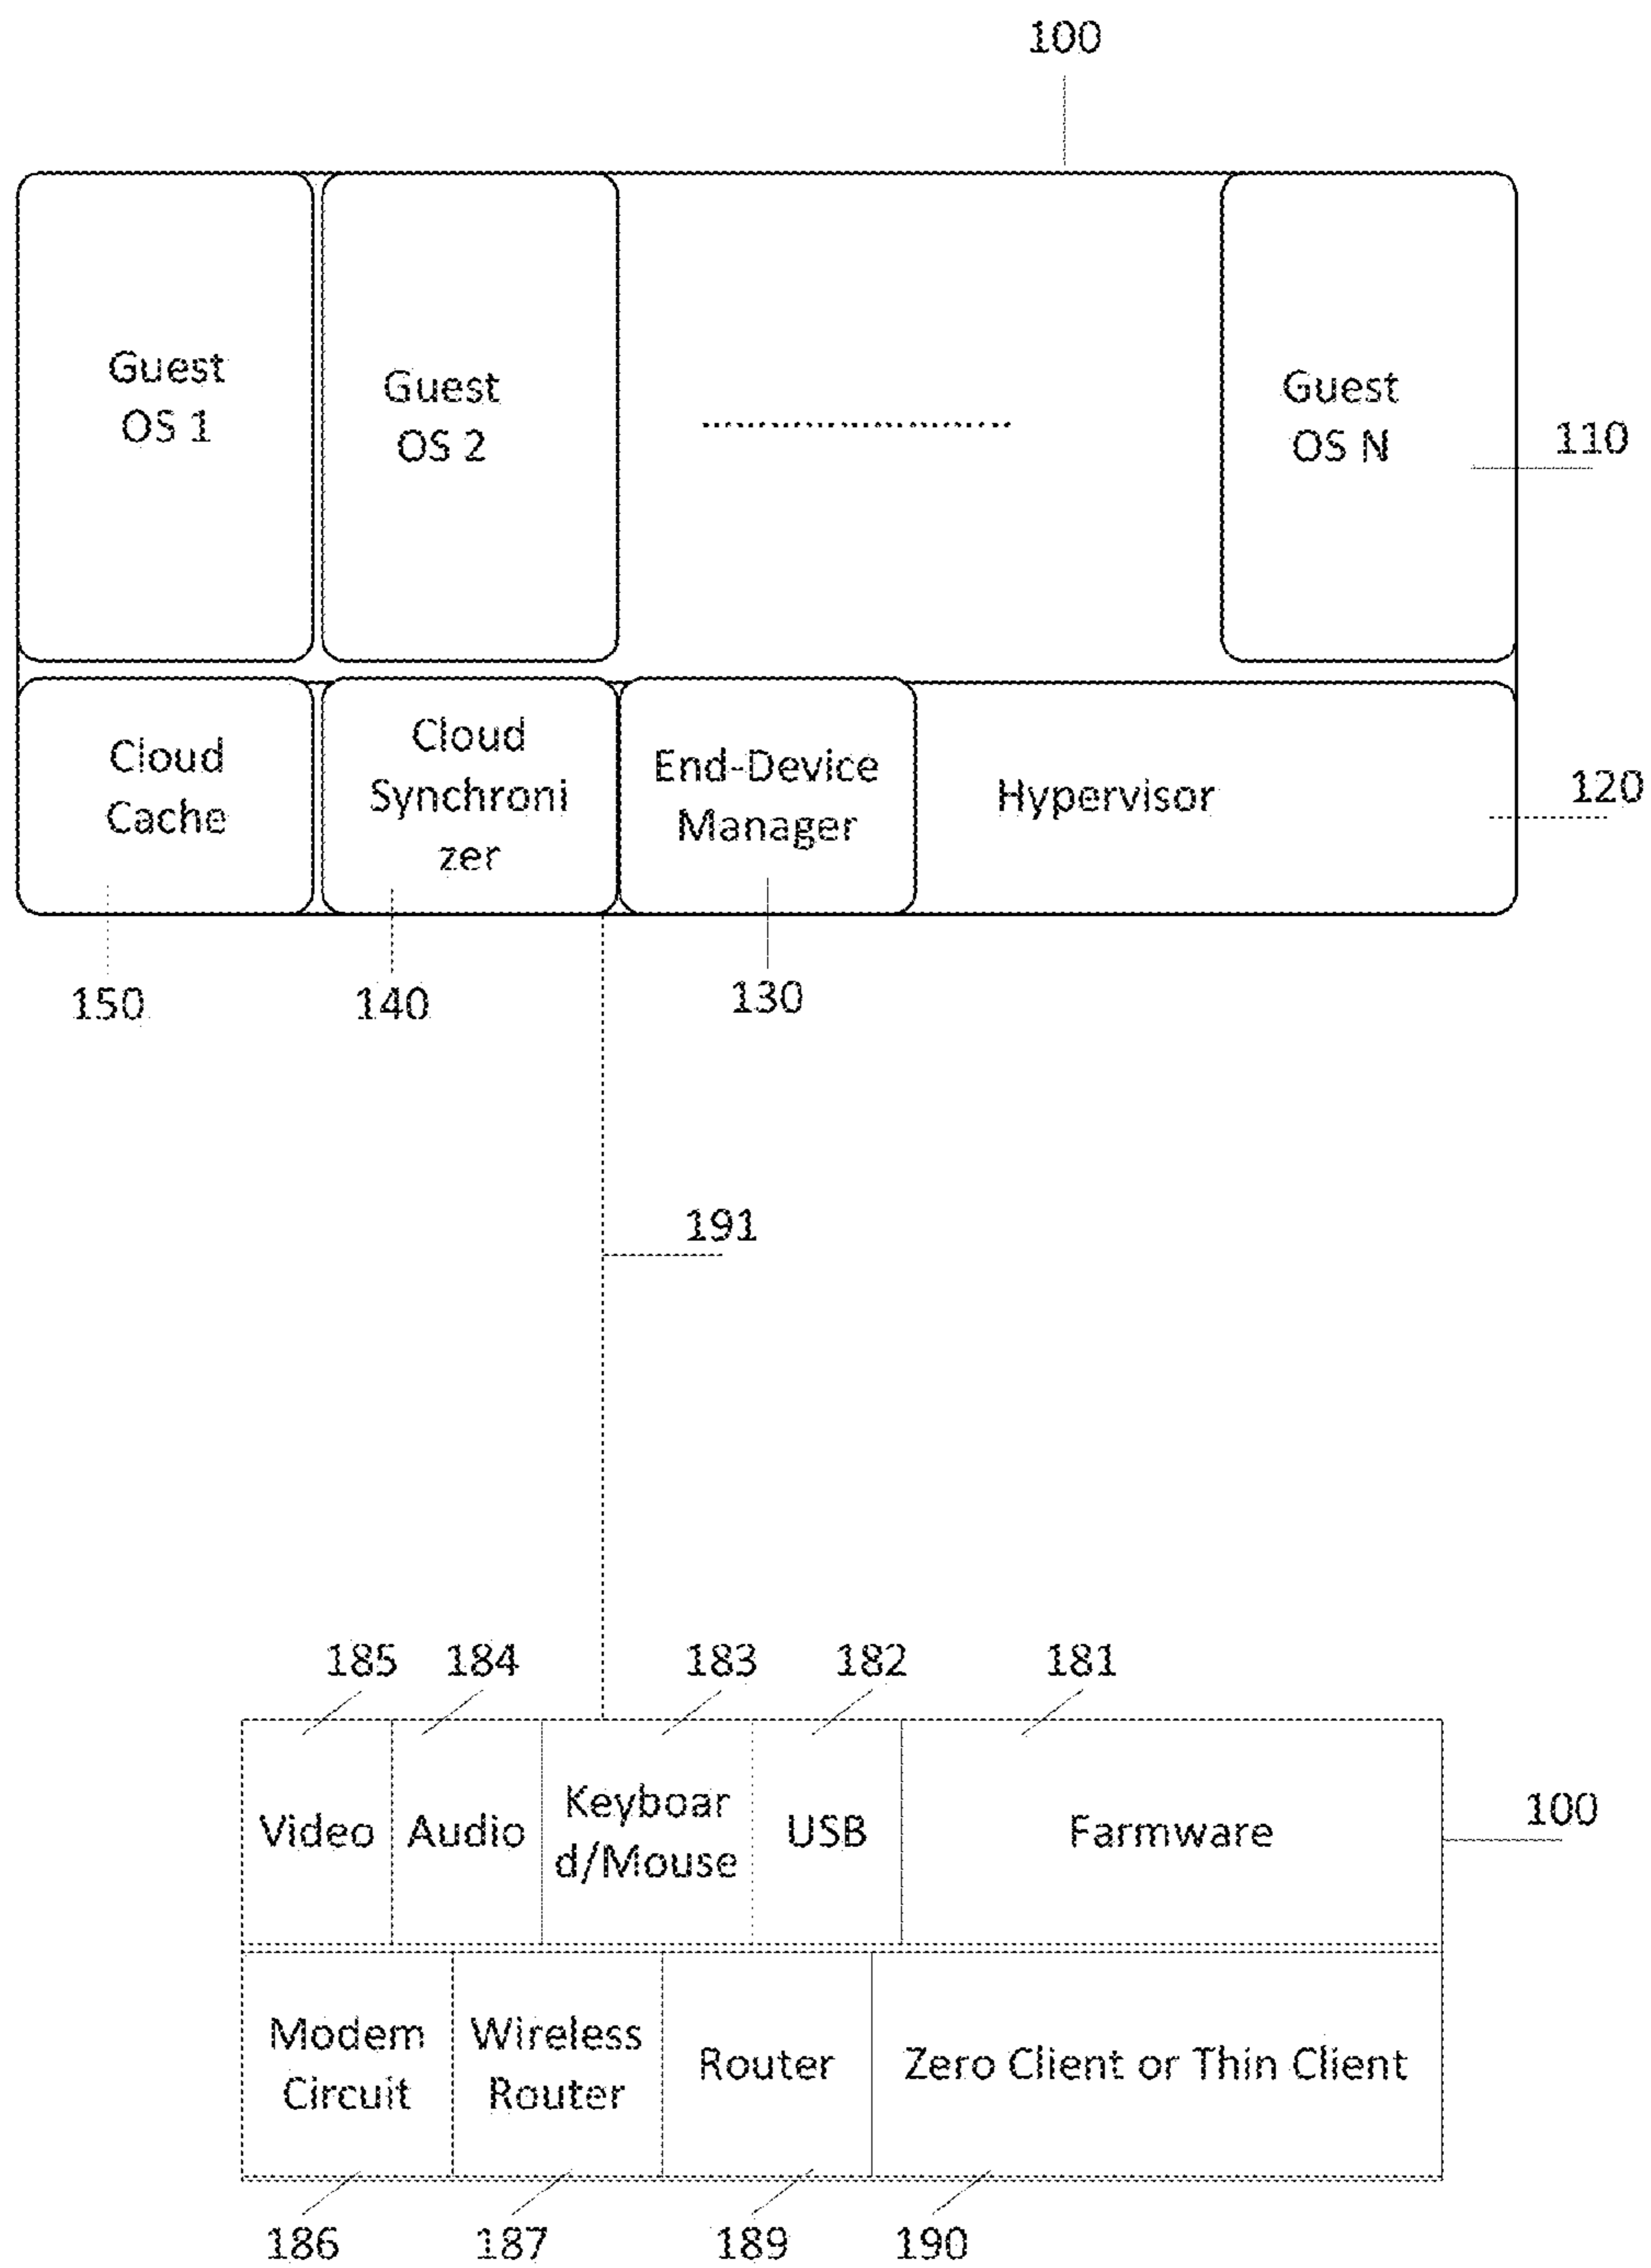 100
Guest
OS 1
Guest
OS 2
Guest
OS N
110
Cloud
Cache
Cloud
Synchroni
zer
End-Device
Manager
Hypervisor
120
150
140
130
191
185
184
183
182
181
Video
Audio
Keyboar
d/Mouse
USB
Farmware
100
Modem
Circuit
Wireless
Router
Router
Zero Client or Thin Client
186
187
189
190